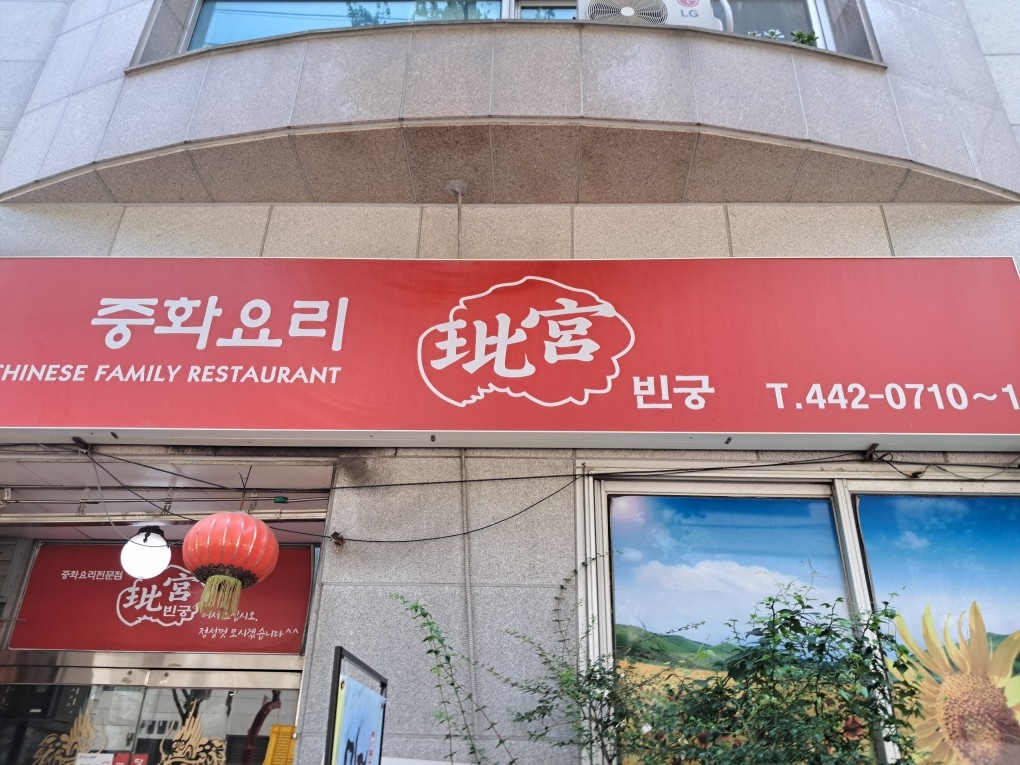 LG
중화요리
CHINESE FAMILY RESTAURANT
玭宮
빈궁
T.442-0710~1
중화요리전문점
玭宮
빈궁
어서오십시오.
정성껏 모시겠습니다^^